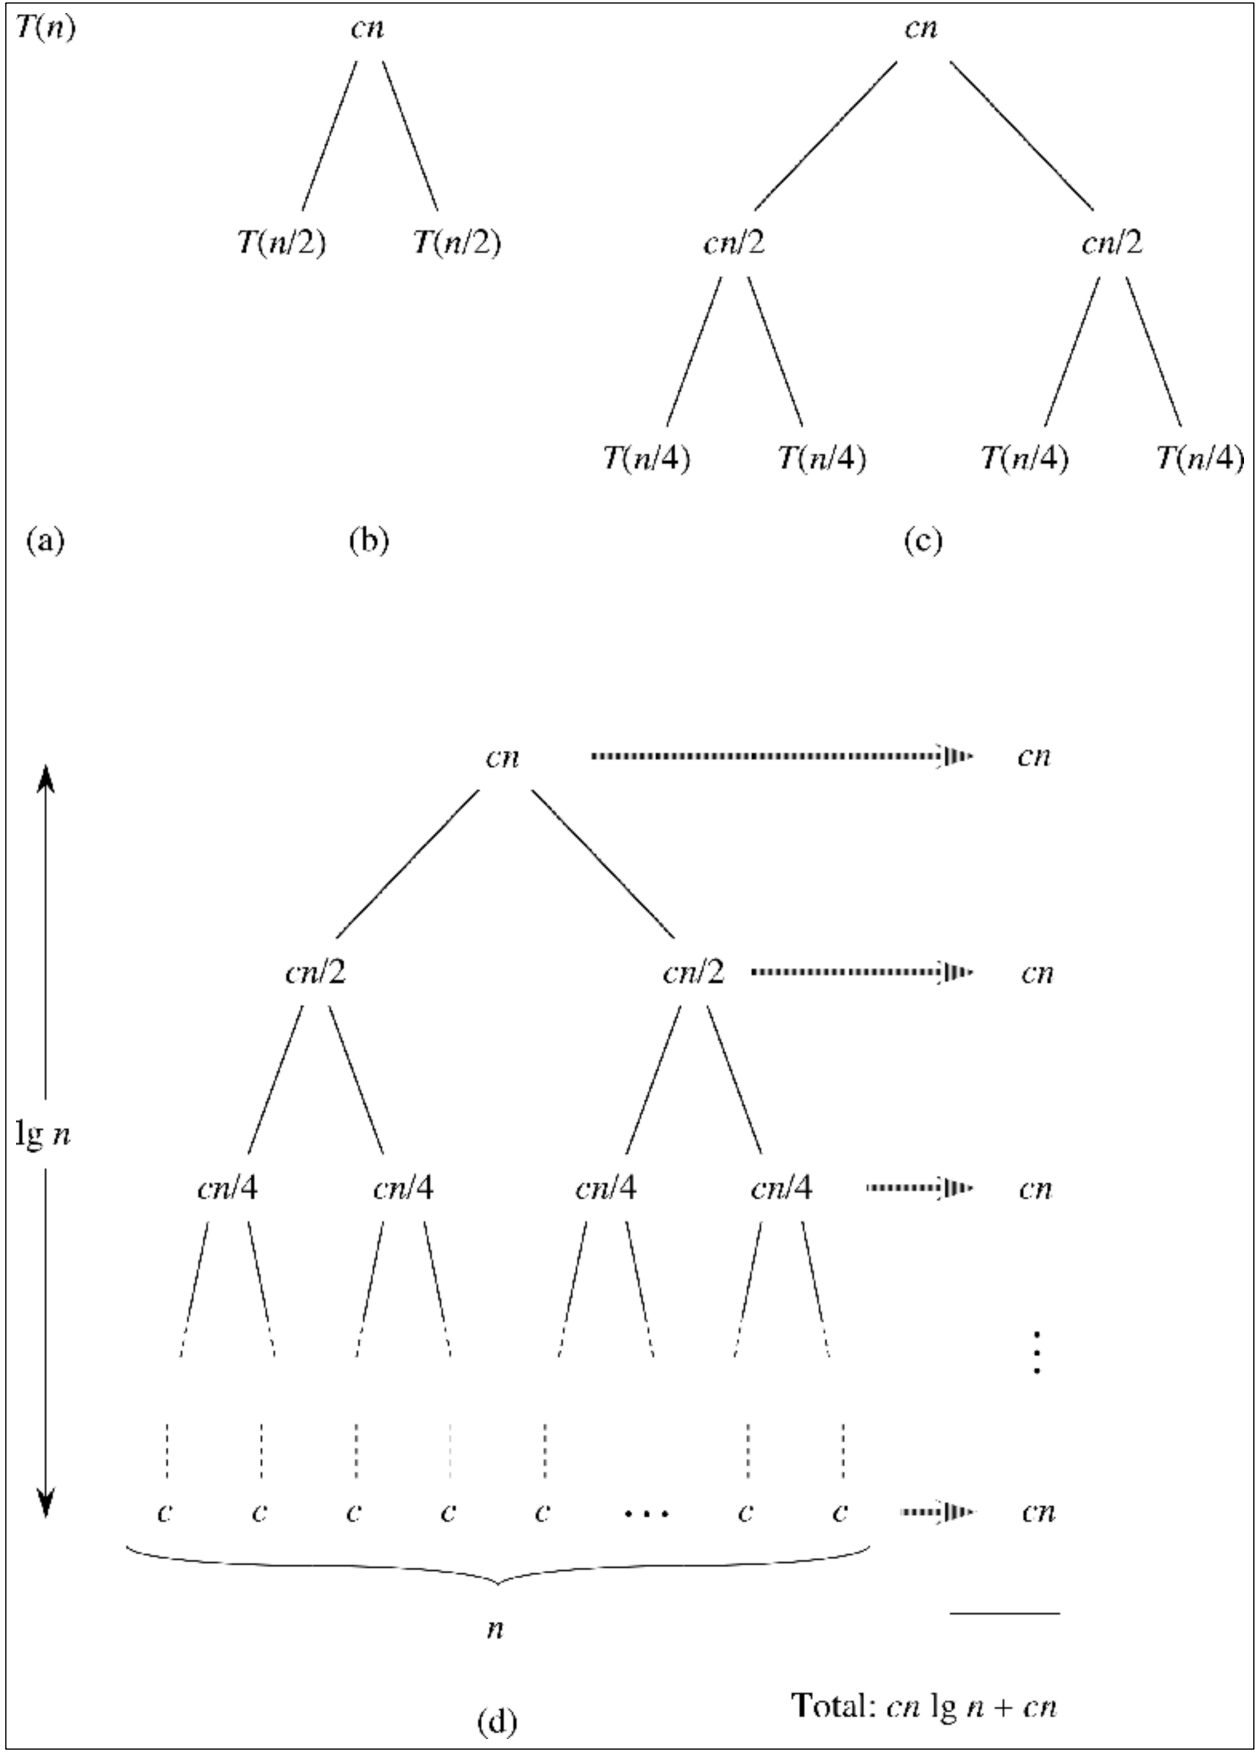 T(n) cn cn
T(n/2) T(n/2) cn/2 cn/2
T(n/4) T(n/4) T(n/4) T(n/4)
(a) (b) (c)
cn cn
cn/2 cn/2 cn
lg n
cn/4 cn/4 cn/4 cn/4 cn
⋮
c c c c c ... c c cn
n
Total: cn lg n + cn
(d)